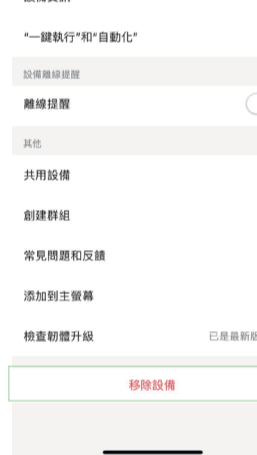 “一鍵執行”和“自動化”
設備離線提醒
離線提醒
其他
共用設備
創建群組
常見問題和反饋
添加到主螢幕
檢查韌體升級
已是最新版
移除設備